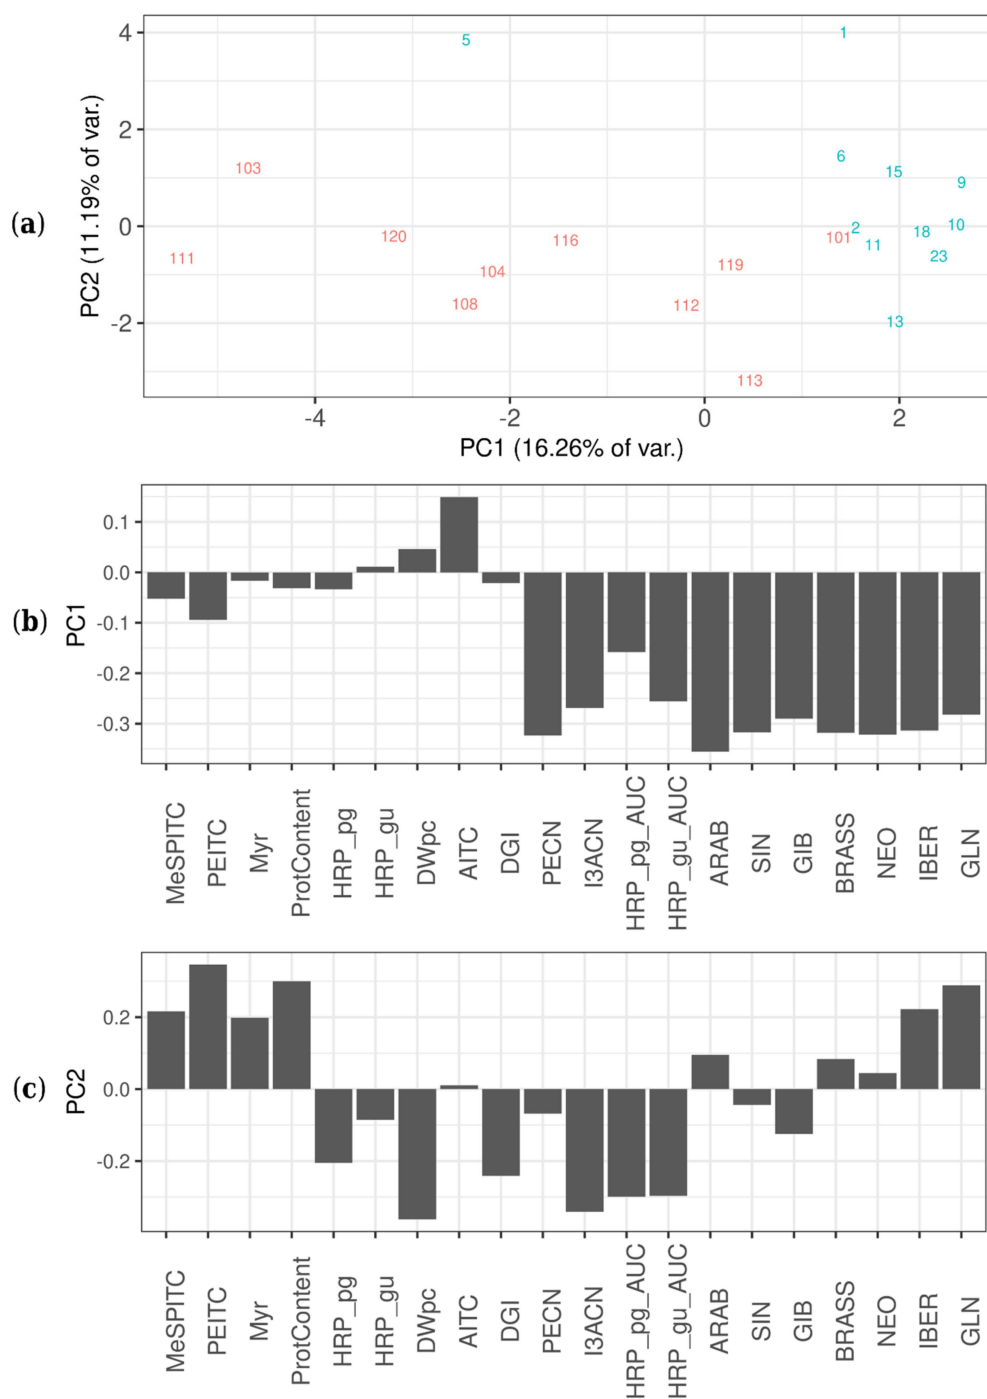 (a)
PC2 (11.19% of var.)
4
2
0
-2
5
1
6
15
9
103
120
116
2
18
10
101
11
111
104
119
23
108
112
13
113
-4
-2
0
2
PC1 (16.26% of var.)
(b)
PC1
0.1
0.0
-0.1
-0.2
-0.3
MeSPITC
PEITC
Myr
ProtContent
HRP_pg
HRP_gu
DWpc
AITC
DGI
PECN
I3ACN
HRP_pg_AUC
HRP_gu_AUC
ARAB
SIN
GIB
BRASS
NEO
IBER
GLN
(c)
PC2
0.2
0.0
-0.2
MeSPITC
PEITC
Myr
ProtContent
HRP_pg
HRP_gu
DWpc
AITC
DGI
PECN
I3ACN
HRP_pg_AUC
HRP_gu_AUC
ARAB
SIN
GIB
BRASS
NEO
IBER
GLN